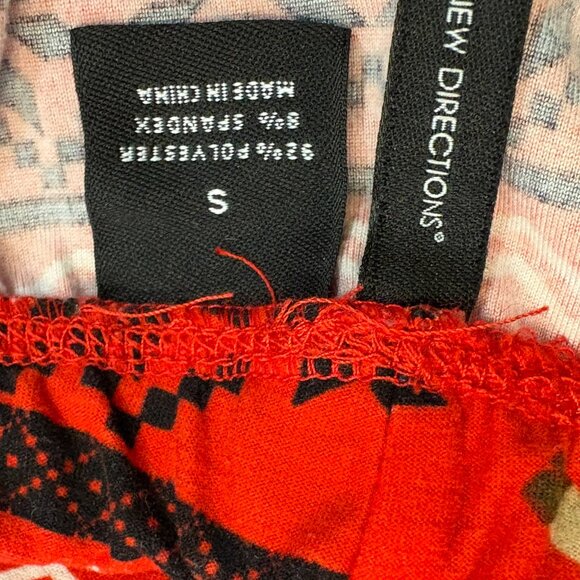 S
92% POLYESTER
8% SPANDEX
MADE IN CHINA
NEW DIRECTIONS®